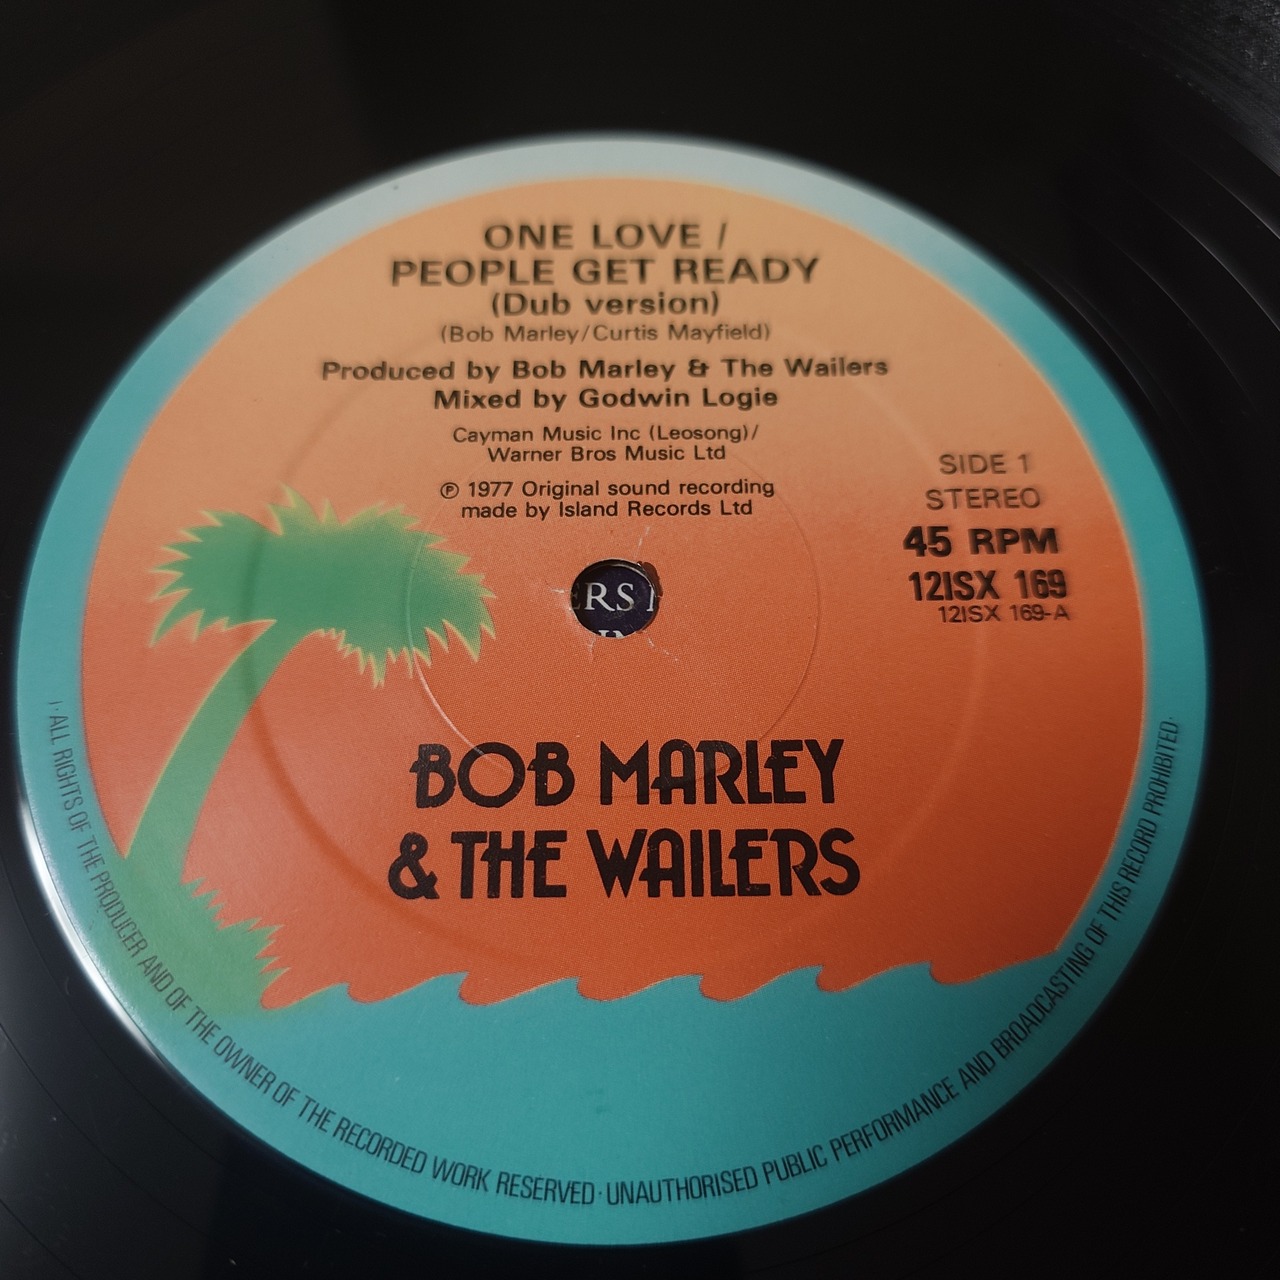 ONE LOVE /
PEOPLE GET READY
(Dub version)
(Bob Marley/Curtis Mayfield)
Produced by Bob Marley & The Wailers
Mixed by Godwin Logie
Cayman Music Inc (Leosong)/
Warner Bros Music Ltd
℗ 1977 Original sound recording
made by Island Records Ltd
SIDE 1
STEREO
45 RPM
12ISX 169
12ISX 169-A
BOB MARLEY
& THE WAILERS
· ALL RIGHTS OF THE PRODUCER AND OF THE OWNER OF THE RECORDED WORK RESERVED · UNAUTHORISED PUBLIC PERFORMANCE AND BROADCASTING OF THIS RECORD PROHIBITED ·